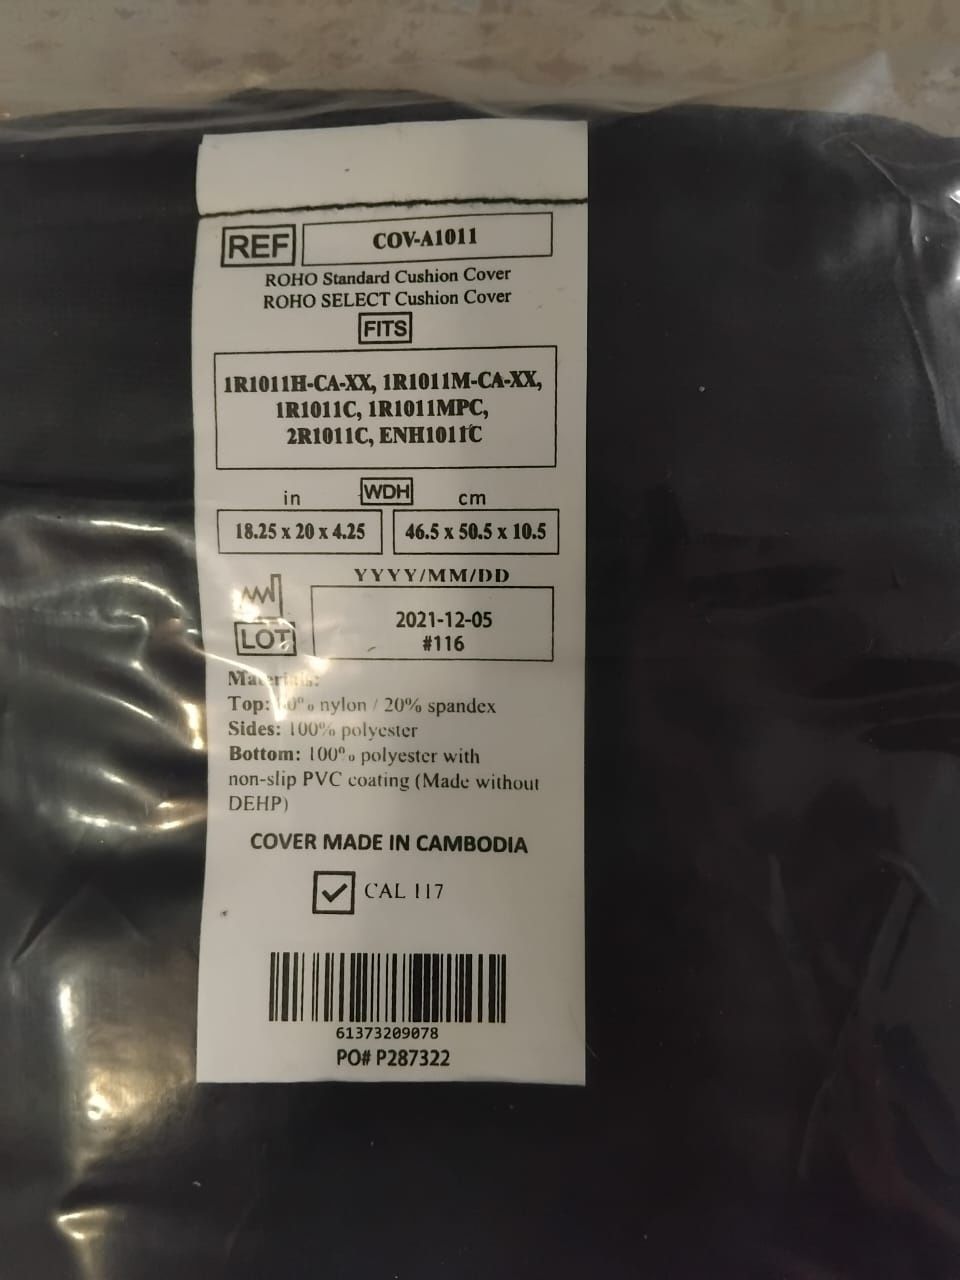 REF COV-A1011
ROHO Standard Cushion Cover
ROHO SELECT Cushion Cover
FITS
1R1011H-CA-XX, 1R1011M-CA-XX,
1R1011C, 1R1011MPC,
2R1011C, ENH1011C
in WDH cm
18.25 x 20 x 4.25 46.5 x 50.5 x 10.5
YYYY/MM/DD
2021-12-05
LOT #116
Materials:
Top: nylon / 20% spandex
Sides: 100% polyester
Bottom: 100% polyester with
non-slip PVC coating (Made without
DEHP)
COVER MADE IN CAMBODIA
CAL 117
61373209078
PO# P287322